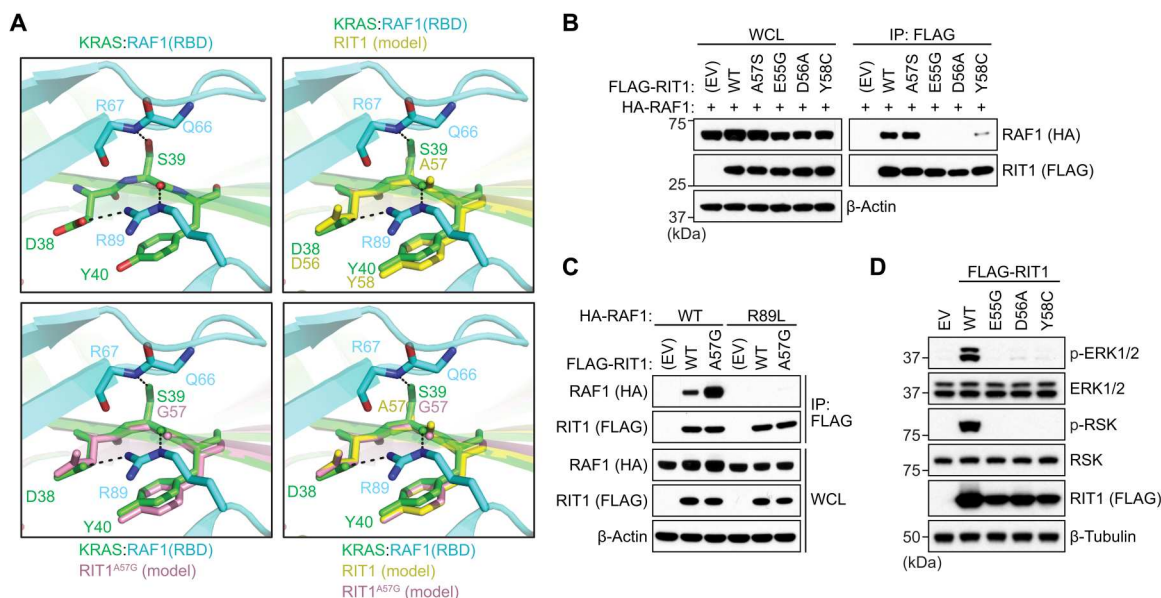 A
KRAS:RAF1(RBD)
R67
Q66
S39
R89
D38
Y40
KRAS:RAF1(RBD)
RIT1 (model)
R67
Q66
S39
A57
R89
D38
D56
Y40
Y58
R67
Q66
S39
G57
R89
D38
Y40
KRAS:RAF1(RBD)
RIT1A57G (model)
R67
Q66
S39
A57 G57
R89
D38
Y40
KRAS:RAF1(RBD)
RIT1 (model)
RIT1A57G (model)
B
WCL IP: FLAG
FLAG-RIT1: (EV) WT A57S E55G D56A Y58C (EV) WT A57S E55G D56A Y58C
HA-RAF1: + + + + + + + + + + + +
75 RAF1 (HA)
25 RIT1 (FLAG)
37 β-Actin
(kDa)
C
HA-RAF1: WT R89L
FLAG-RIT1: (EV) WT A57G (EV) WT A57G
RAF1 (HA)
RIT1 (FLAG)
IP: FLAG
RAF1 (HA)
RIT1 (FLAG)
WCL
β-Actin
D
FLAG-RIT1
EV WT E55G D56A Y58C
37 p-ERK1/2
37 ERK1/2
75 p-RSK
75 RSK
RIT1 (FLAG)
50 β-Tubulin
(kDa)